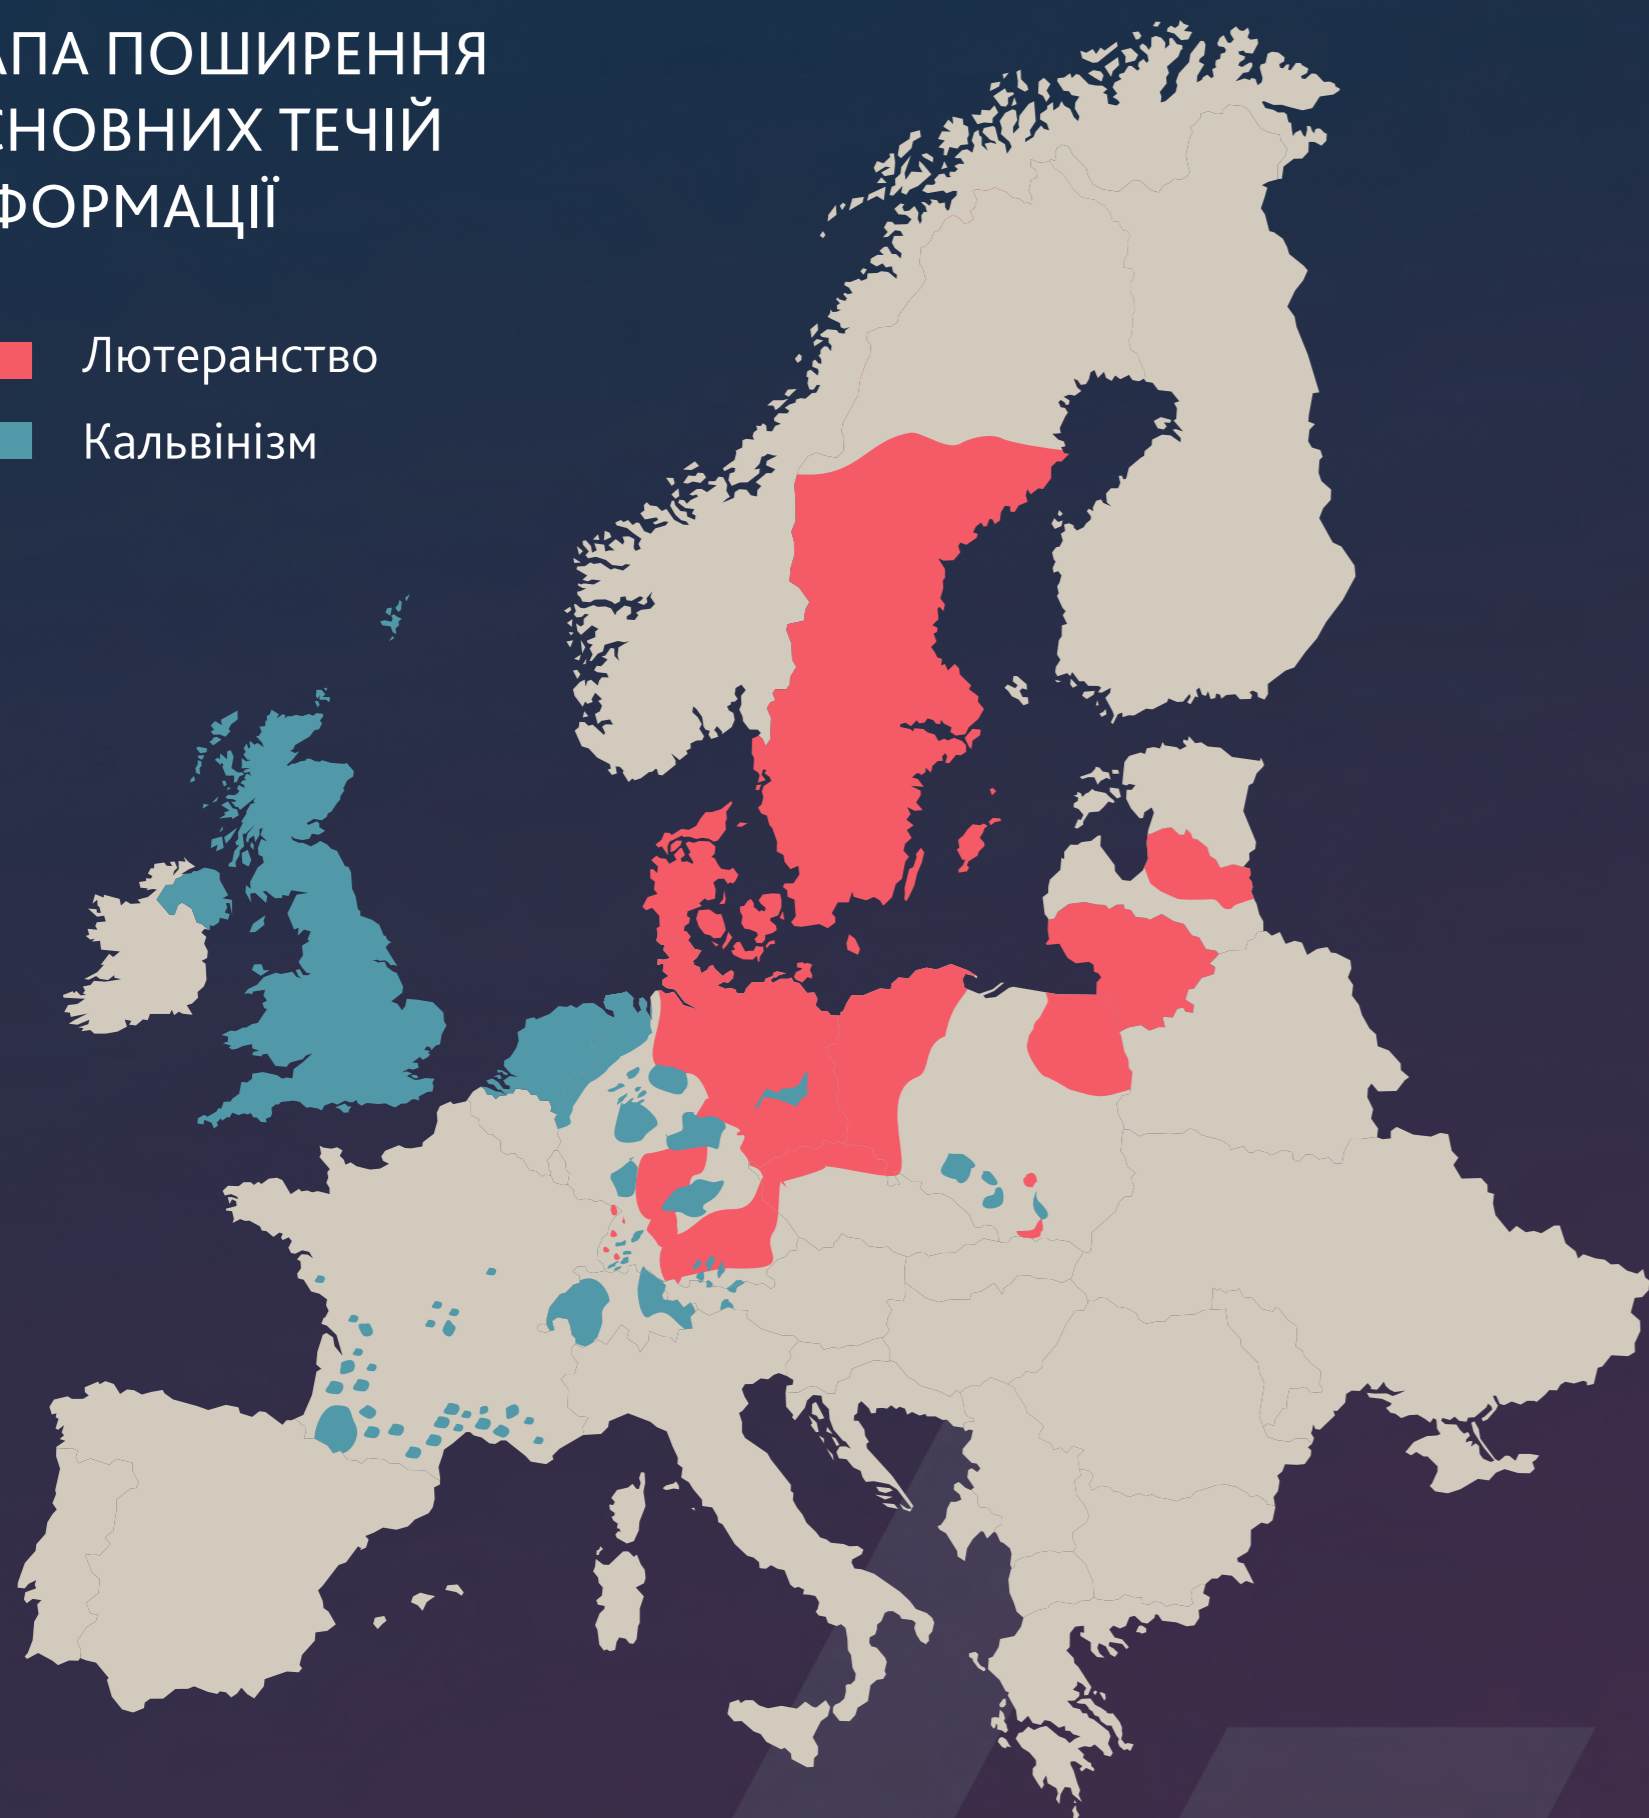 АПА ПОШИРЕННЯ
СНОВНИХ ТЕЧІЙ
ФОРМАЦІЇ
Лютеранство
Кальвінізм